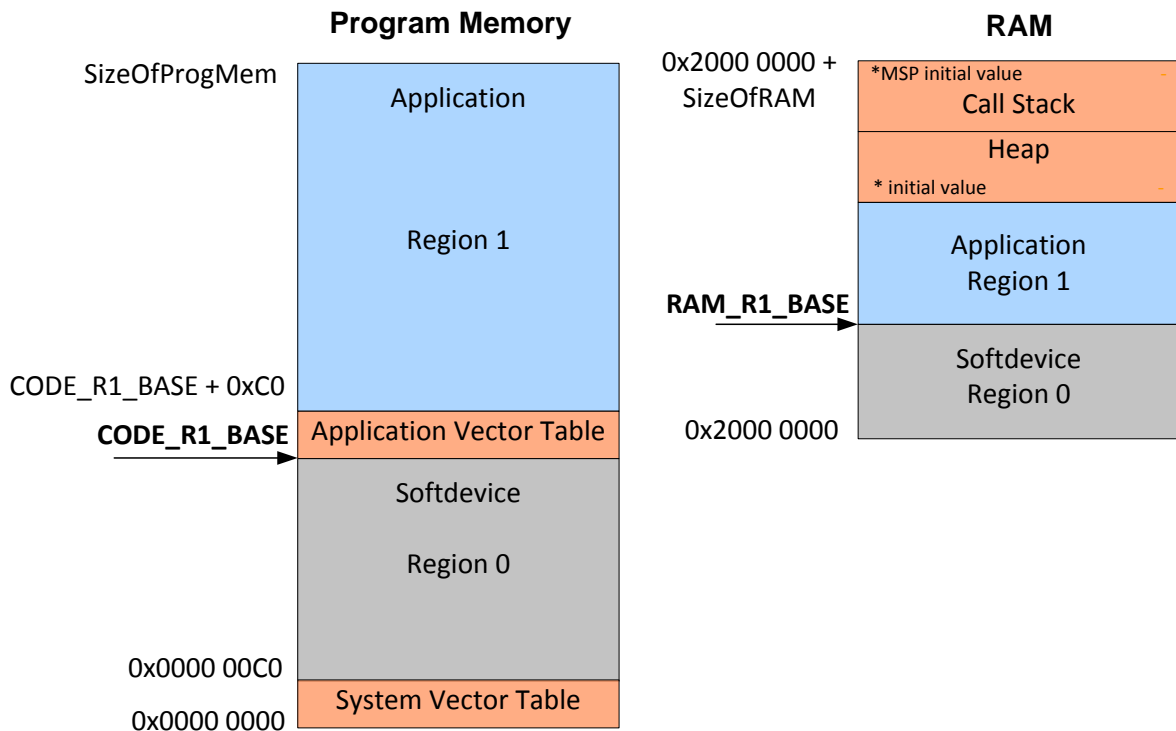 Program Memory
SizeOfProgMem
Application
Region 1
CODE_R1_BASE + 0xC0
Application Vector Table
CODE_R1_BASE
Softdevice
Region 0
0x0000 00C0
System Vector Table
0x0000 0000
RAM
0x2000 0000 +
SizeOfRAM
*MSP initial value -
Call Stack
Heap
* initial value -
Application
Region 1
RAM_R1_BASE
Softdevice
Region 0
0x2000 0000